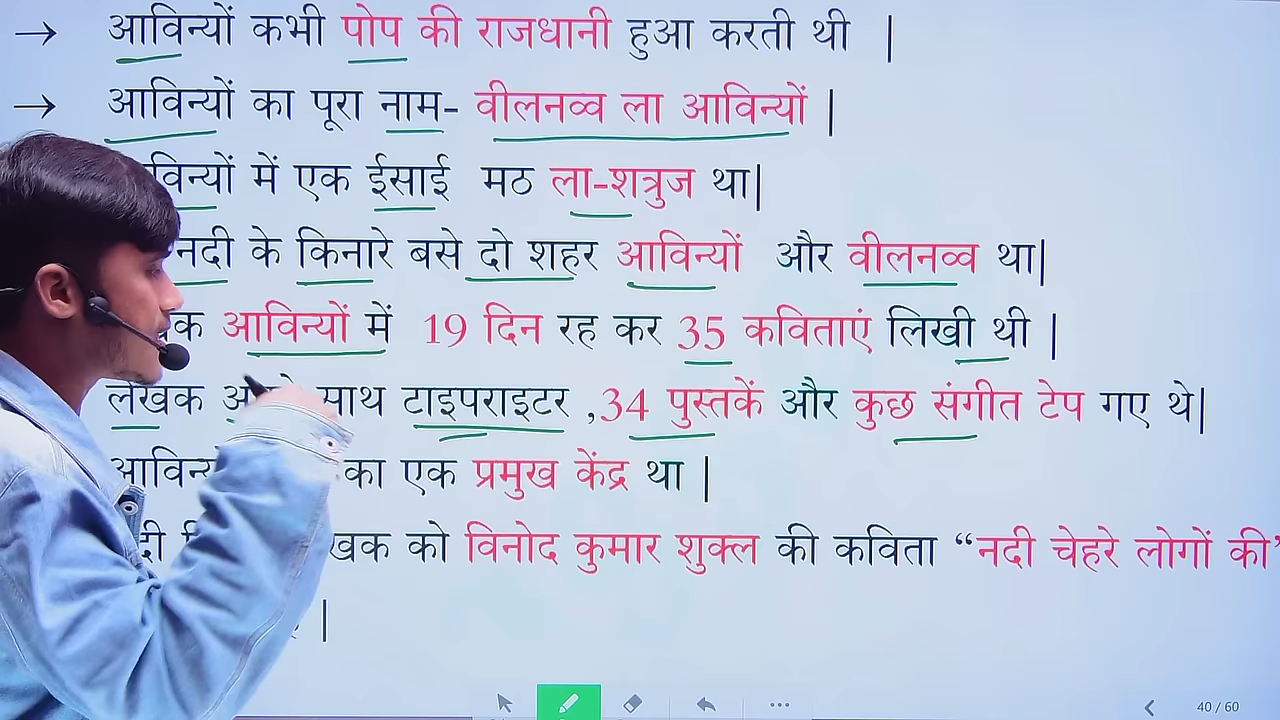 → आविन्यों कभी पोप की राजधानी हुआ करती थी |
→ आविन्यों का पूरा नाम- वीलनव्व ला आविन्यों |
में एक ईसाई मठ ला-शत्रुज था|
नदी के किनारे बसे दो शहर आविन्यों और वीलनव्व था|
आविन्यों में 19 दिन रह कर 35 कविताएं लिखी थी |
लेखक साथ टाइपराइटर ,34 पुस्तकें और कुछ संगीत टेप गए थे|
का एक प्रमुख केंद्र था |
को विनोद कुमार शुक्ल की कविता “नदी चेहरे लोगों की”
|
40 / 60